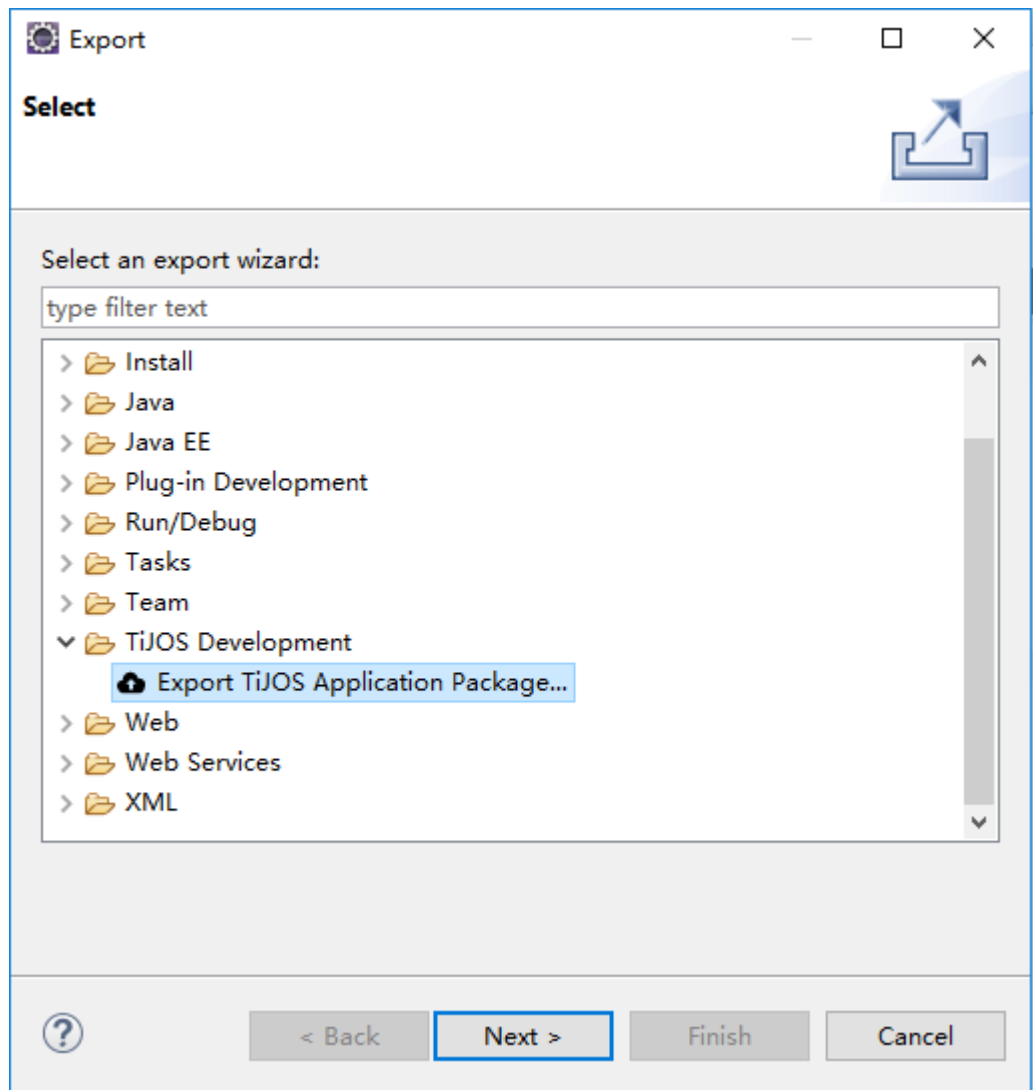 Export
Select
Select an export wizard:
type filter text
Install
Java
Java EE
Plug-in Development
Run/Debug
Tasks
Team
TiJOS Development
Export TiJOS Application Package...
Web
Web Services
XML
?
< Back Next > Finish Cancel